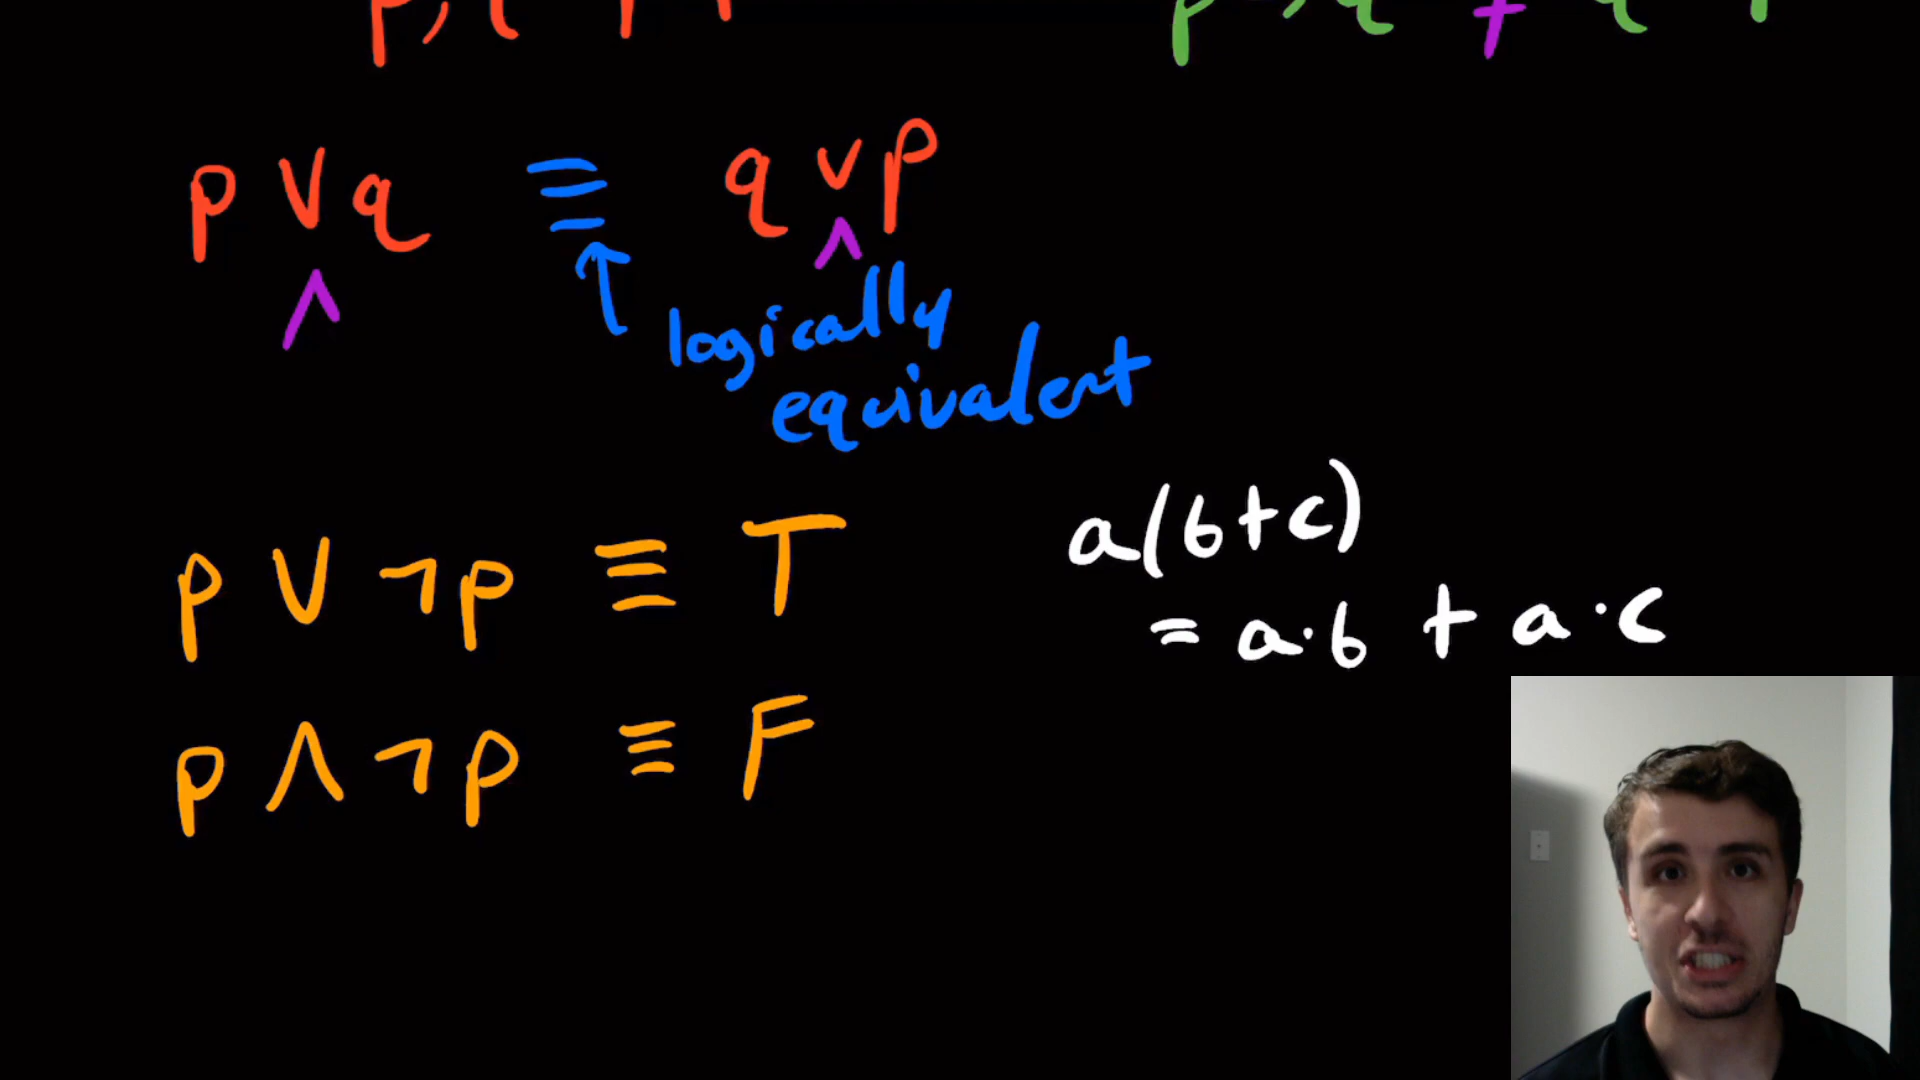 p ∨ q ≡ q ∨ p
∧ ∧
logically
equivalent
a(b+c)
= a·b + a·c
p ∨ ¬p ≡ T
p ∧ ¬p ≡ F